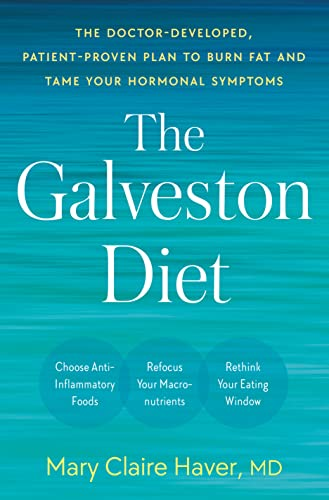 THE DOCTOR-DEVELOPED,
PATIENT-PROVEN PLAN TO BURN FAT AND
TAME YOUR HORMONAL SYMPTOMS
The
Galveston
Diet
Choose Anti-
Inflammatory
Foods
Refocus
Your Macro-
nutrients
Rethink
Your Eating
Window
Mary Claire Haver, MD